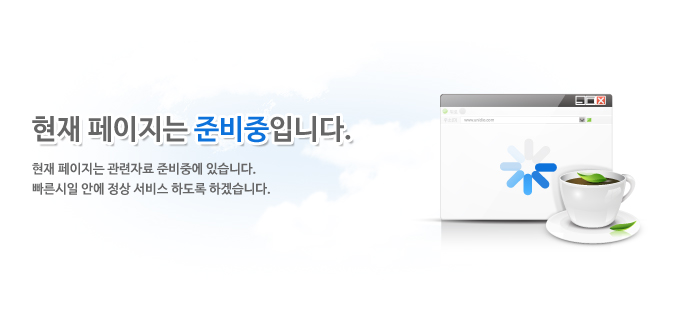 현재 페이지는 준비중입니다.
현재 페이지는 관련자료 준비중에 있습니다.
빠른시일 안에 정상 서비스 하도록 하겠습니다.